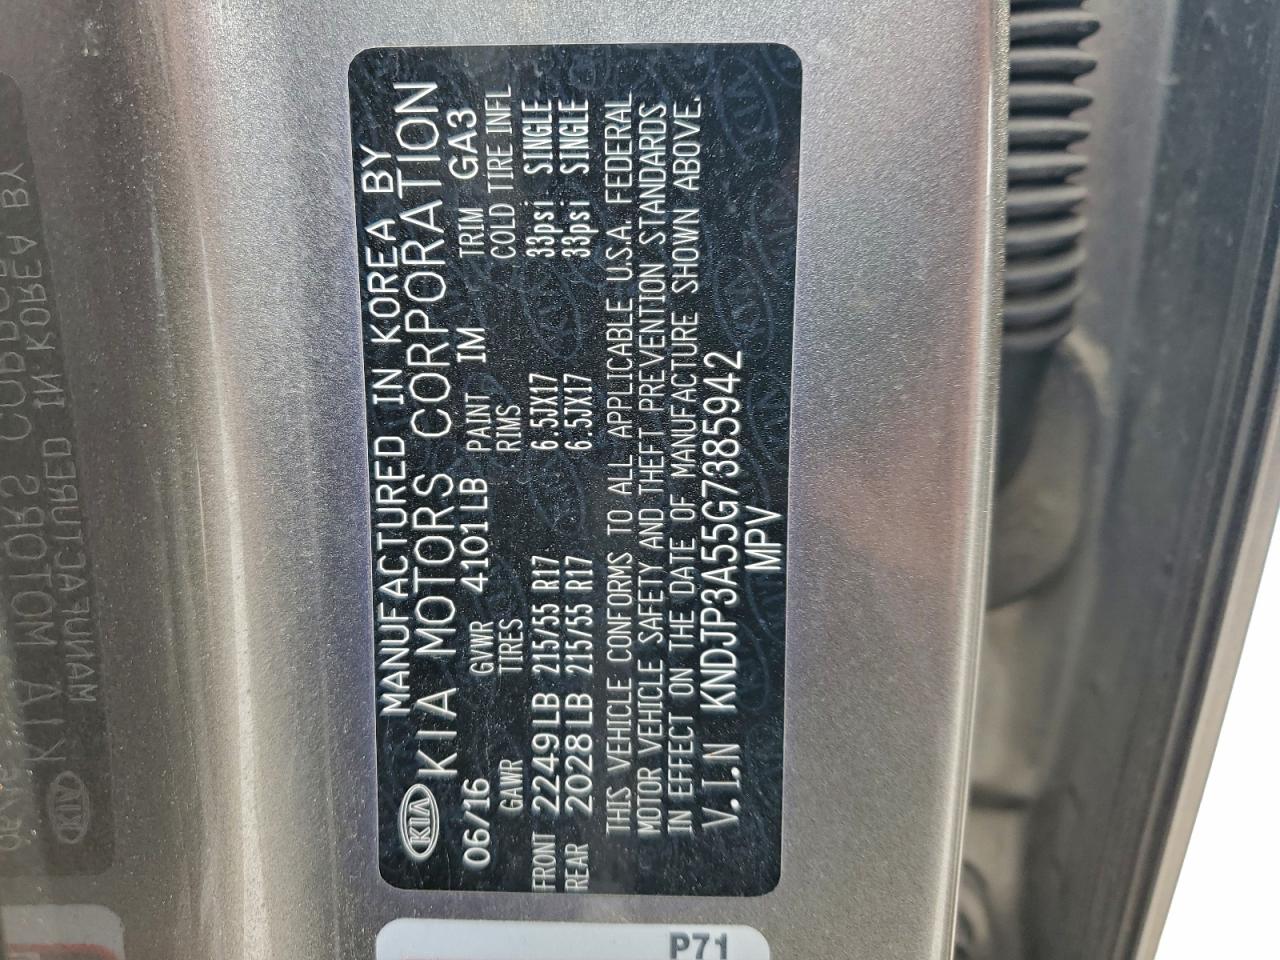 MANUFACTURED IN KOREA BY
KIA KIA MOTORS CORPORATION
06/16 GVWR 4101LB PAINT IM TRIM GA3
GAWR TIRES RIMS COLD TIRE INFL
FRONT 2249LB 215/55 R17 6.5JX17 33psi SINGLE
REAR 2028LB 215/55 R17 6.5JX17 33psi SINGLE
THIS VEHICLE CONFORMS TO ALL APPLICABLE U.S.A. FEDERAL
MOTOR VEHICLE SAFETY AND THEFT PREVENTION STANDARDS
IN EFFECT ON THE DATE OF MANUFACTURE SHOWN ABOVE.
V.I.N KNDJP3A55G7385942
MPV
P71